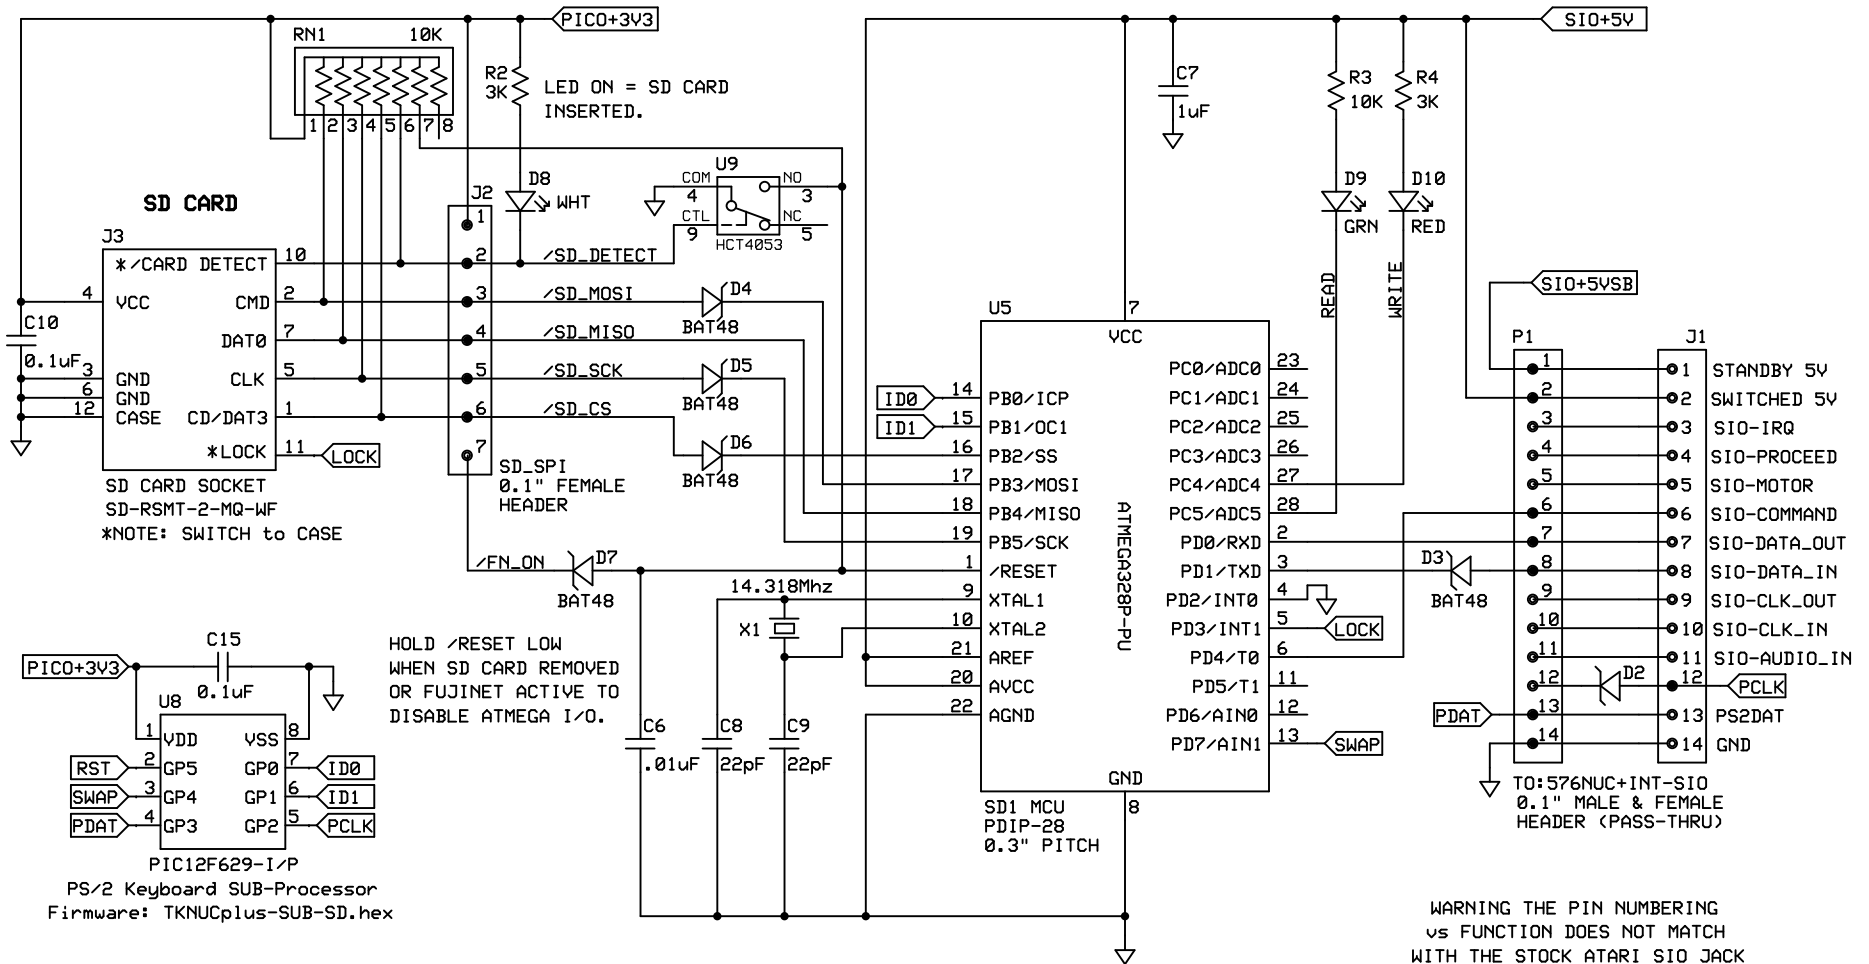 PICO+3V3
RN1
10K
1 2 3 4 5 6 7 8
R2
3K
LED ON = SD CARD
INSERTED.
D8
WHT
U9
COM
4
NO
3
CTL
9
NC
5
HCT4053
SD CARD
J3
*/CARD DETECT
10
4
VCC
CMD
2
DAT0
7
3
GND
CLK
5
6
GND
12
CASE
CD/DAT3
1
*LOCK
11
LOCK
C10
0.1uF
SD CARD SOCKET
SD-RSMT-2-MQ-WF
*NOTE: SWITCH to CASE
J2
1
2
3
4
5
6
7
SD_SPI
0.1" FEMALE
HEADER
/SD_DETECT
/SD_MOSI
/SD_MISO
/SD_SCK
/SD_CS
D4
BAT48
D5
BAT48
D6
BAT48
/FN_ON
D7
BAT48
14.318Mhz
X1
HOLD /RESET LOW
WHEN SD CARD REMOVED
OR FUJINET ACTIVE TO
DISABLE ATMEGA I/O.
C6
.01uF
C8
22pF
C9
22pF
PICO+3V3
C15
0.1uF
U8
1
VDD
VSS
8
RST
2
GP5
GP0
7
ID0
SWAP
3
GP4
GP1
6
ID1
PDAT
4
GP3
GP2
5
PCLK
PIC12F629-I/P
PS/2 Keyboard SUB-Processor
Firmware: TKNUCplus-SUB-SD.hex
SIO+5V
C7
1uF
R3
10K
R4
3K
D9
GRN
D10
RED
READ
WRITE
U5
7
VCC
ID0
14
PB0/ICP
ID1
15
PB1/OC1
16
PB2/SS
17
PB3/MOSI
18
PB4/MISO
19
PB5/SCK
1
/RESET
9
XTAL1
10
XTAL2
21
AREF
20
AVCC
22
AGND
PC0/ADC0
23
PC1/ADC1
24
PC2/ADC2
25
PC3/ADC3
26
PC4/ADC4
27
PC5/ADC5
28
PD0/RXD
2
PD1/TXD
3
PD2/INT0
4
PD3/INT1
5
LOCK
PD4/T0
6
PD5/T1
11
PD6/AIN0
12
PD7/AIN1
13
SWAP
ATMEGA328P-PU
GND
8
SD1 MCU
PDIP-28
0.3" PITCH
D3
BAT48
SIO+5VSB
P1
J1
1
1
STANDBY 5V
2
2
SWITCHED 5V
3
3
SIO-IRQ
4
4
SIO-PROCEED
5
5
SIO-MOTOR
6
6
SIO-COMMAND
7
7
SIO-DATA_OUT
8
8
SIO-DATA_IN
9
9
SIO-CLK_OUT
10
10
SIO-CLK_IN
11
11
SIO-AUDIO_IN
12
D2
12
PCLK
PDAT
13
13
PS2DAT
14
14
GND
TO:576NUC+INT-SIO
0.1" MALE & FEMALE
HEADER (PASS-THRU)
WARNING THE PIN NUMBERING
vs FUNCTION DOES NOT MATCH
WITH THE STOCK ATARI SIO JACK